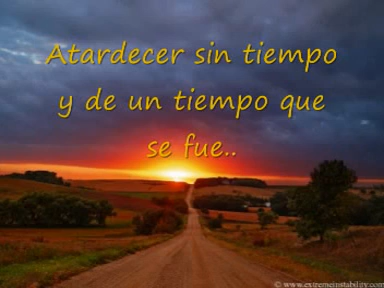 Atardecer sin tiempo
y de un tiempo que
se fue..
© www.extremeinstability.com